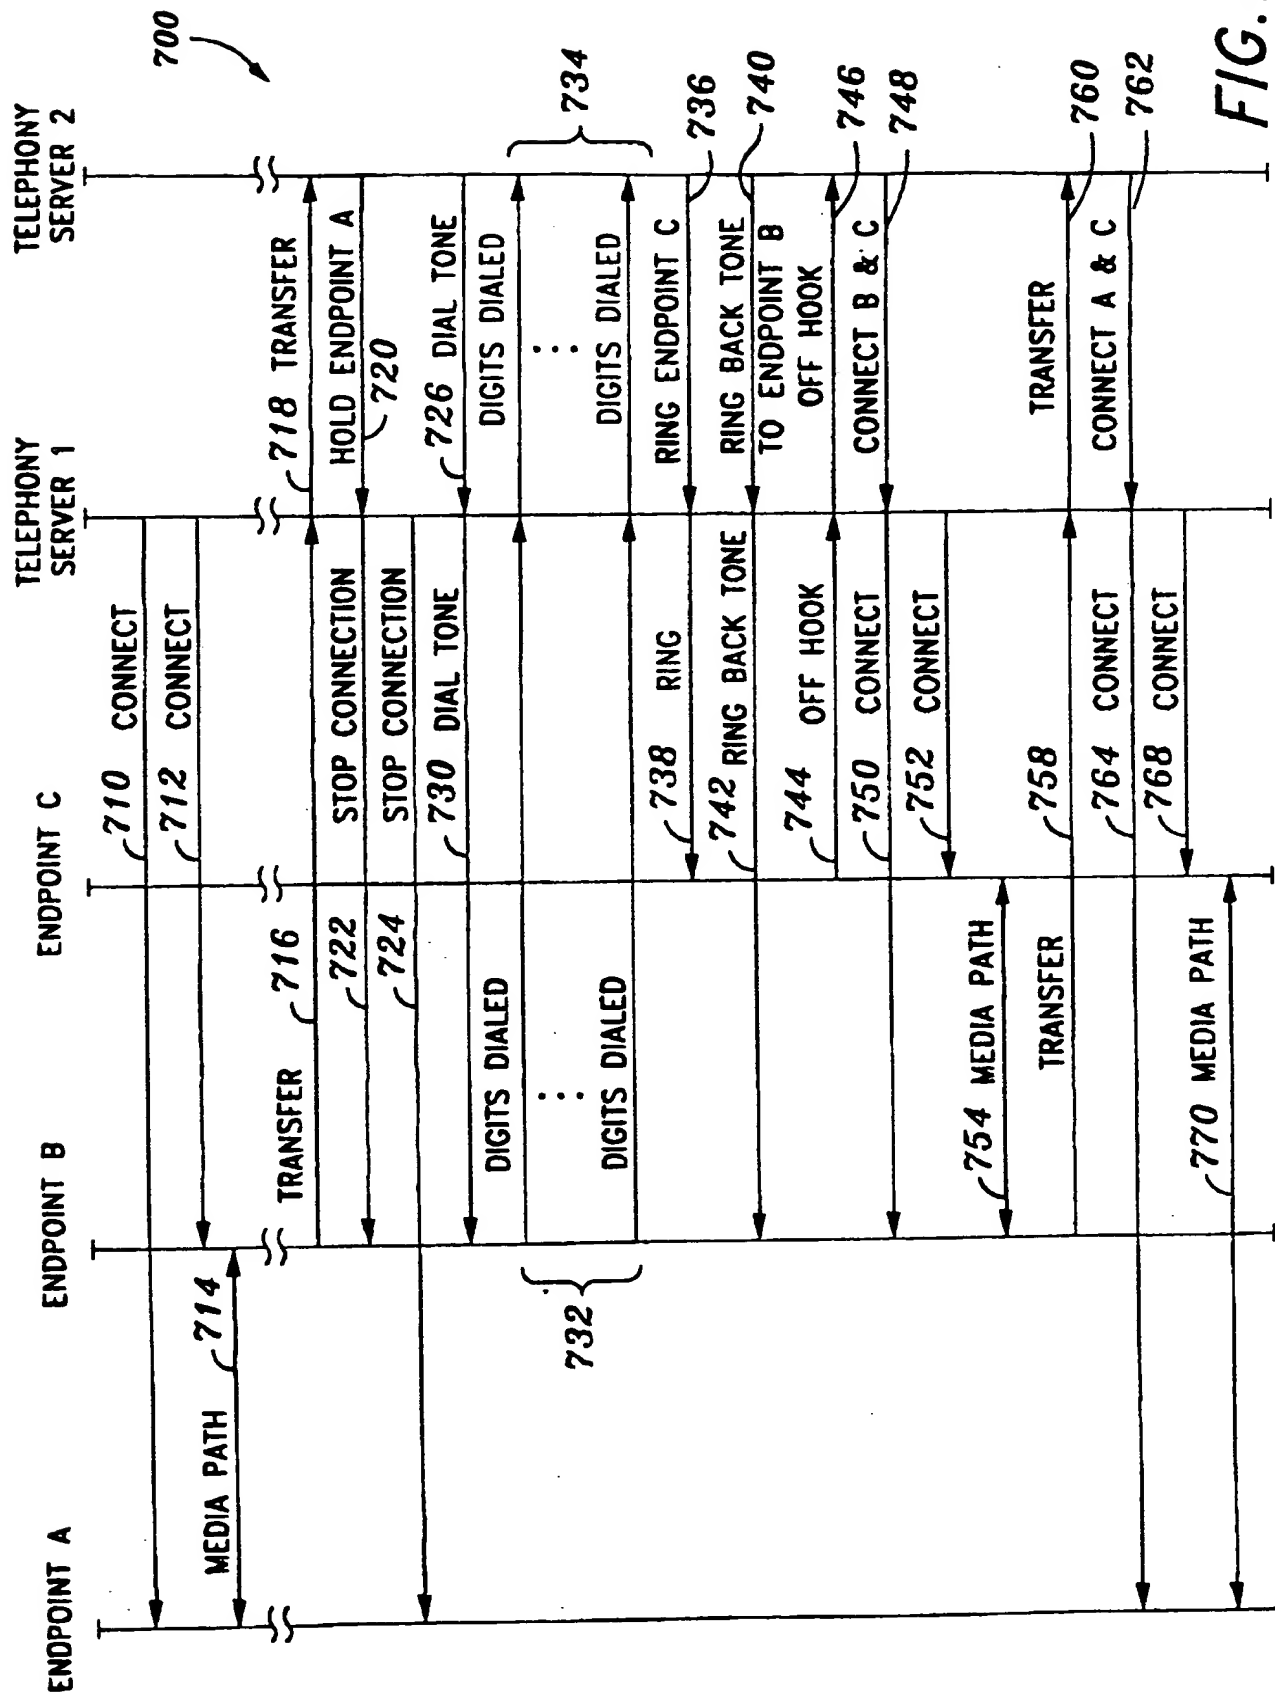 700
ENDPOINT A
ENDPOINT B
ENDPOINT C
TELEPHONY
SERVER 1
TELEPHONY
SERVER 2
710 CONNECT
712 CONNECT
MEDIA PATH 714
TRANSFER 716
718 TRANSFER
HOLD ENDPOINT A
720
722 STOP CONNECTION
724 STOP CONNECTION
726 DIAL TONE
730 DIAL TONE
DIGITS DIALED
DIGITS DIALED
732
DIGITS DIALED
DIGITS DIALED
734
RING ENDPOINT C
736
738 RING
RING BACK TONE
TO ENDPOINT B
740
742 RING BACK TONE
744 OFF HOOK
OFF HOOK
746
CONNECT B & C
748
750 CONNECT
752 CONNECT
754 MEDIA PATH
TRANSFER
758
TRANSFER
760
CONNECT A & C
762
764 CONNECT
768 CONNECT
770 MEDIA PATH
FIG.